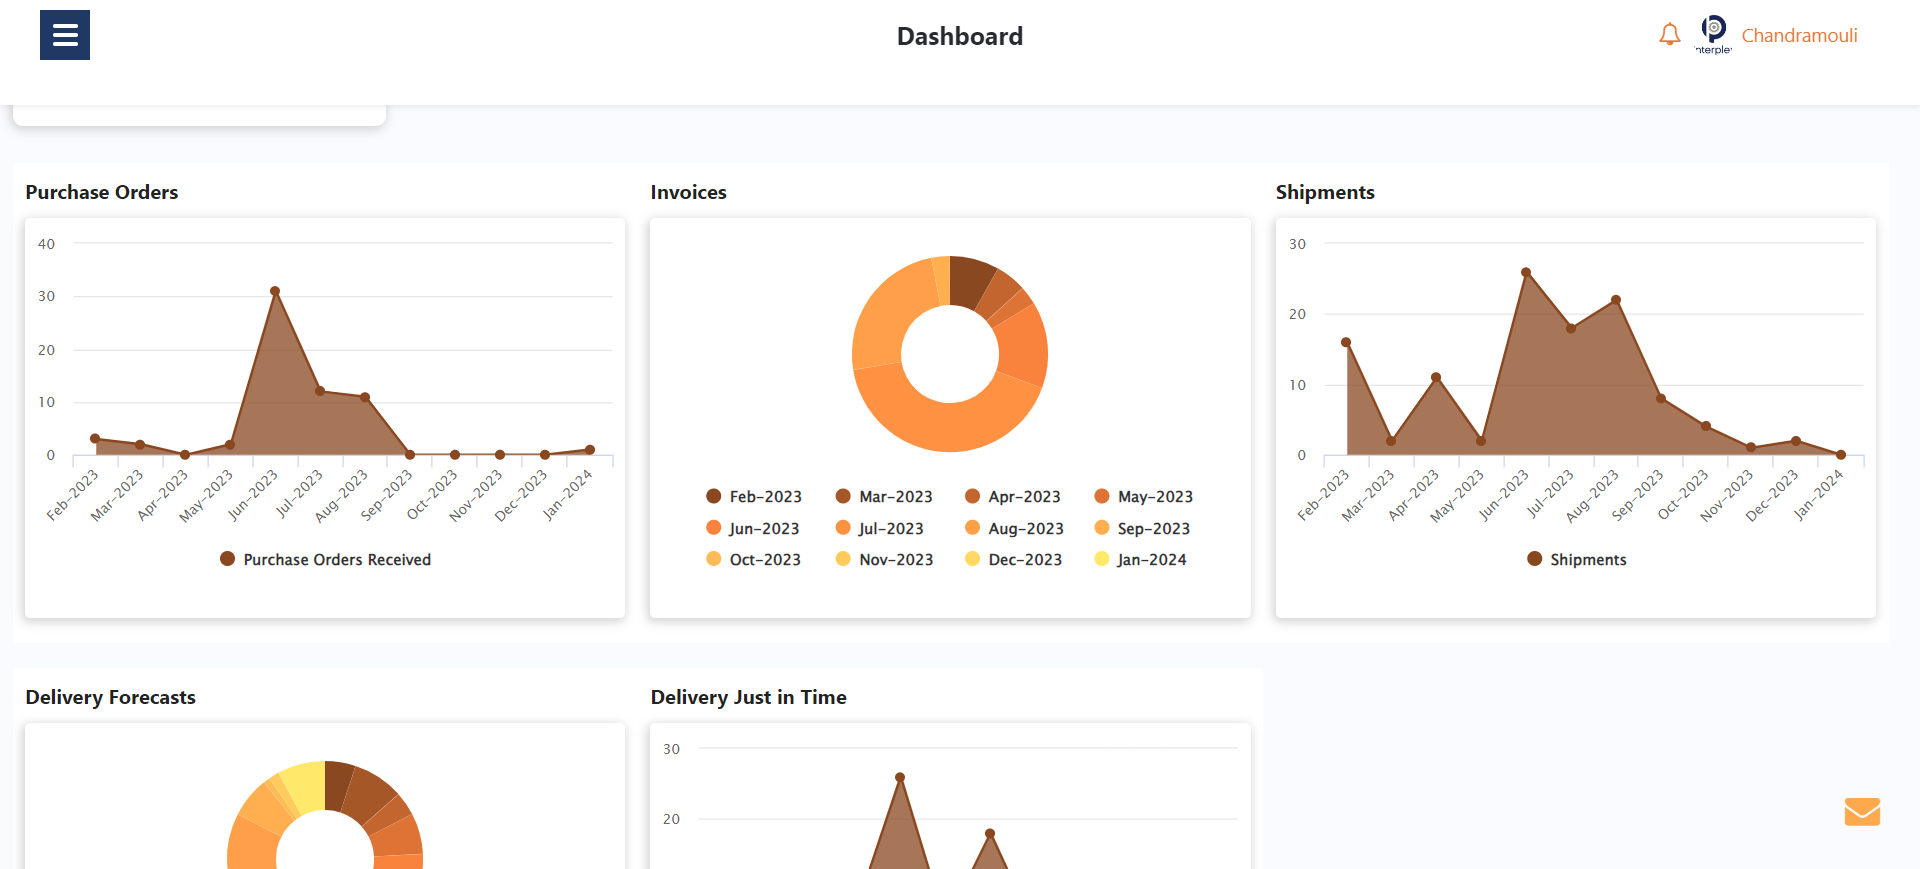 Dashboard
nterple
Chandramouli
Purchase Orders
40
30
20
10
0
Feb-2023
Mar-2023
Apr-2023
May-2023
Jun-2023
Jul-2023
Aug-2023
Sep-2023
Oct-2023
Nov-2023
Dec-2023
Jan-2024
Purchase Orders Received
Invoices
Feb-2023 Mar-2023 Apr-2023 May-2023
Jun-2023 Jul-2023 Aug-2023 Sep-2023
Oct-2023 Nov-2023 Dec-2023 Jan-2024
Shipments
30
20
10
0
Feb-2023
Mar-2023
Apr-2023
May-2023
Jun-2023
Jul-2023
Aug-2023
Sep-2023
Oct-2023
Nov-2023
Dec-2023
Jan-2024
Shipments
Delivery Forecasts
Delivery Just in Time
30
20